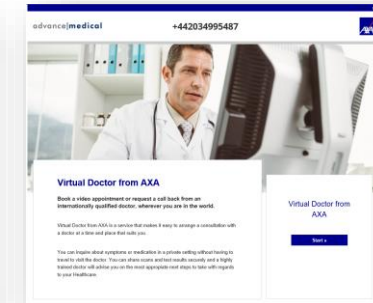 advance|medical
+442034995487
AXA
Virtual Doctor from AXA
Book a video appointment or request a call back from an
internationally qualified doctor, wherever you are in the world.
Virtual Doctor from AXA is a service that makes it easy to arrange a consultation with
a doctor at a time and place that suits you.
You can inquire about symptoms or medication in a private setting without having to
travel to visit the doctor. You can share scans and test results securely and a highly
trained doctor will advise you on the most appropriate next steps to take with regards
to your Healthcare.
Virtual Doctor from
AXA
Start »